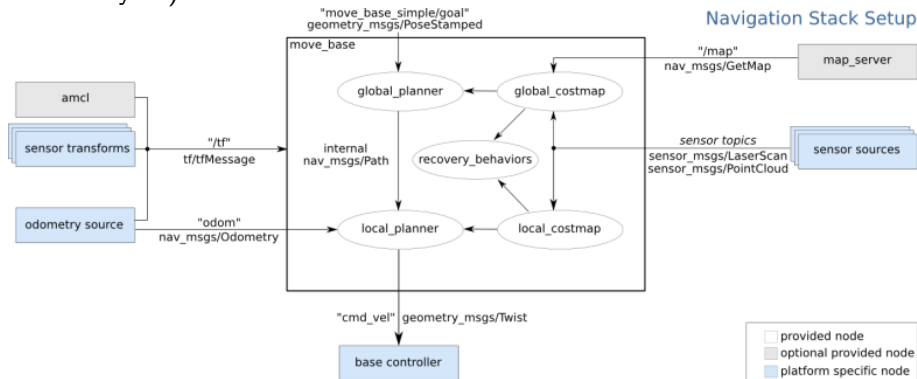 "move_base_simple/goal"
geometry_msgs/PoseStamped
Navigation Stack Setup
move_base
"/map"
nav_msgs/GetMap
map_server
global_planner
global_costmap
amcl
sensor transforms
"/tf"
tf/tfMessage
internal
nav_msgs/Path
recovery_behaviors
sensor topics
sensor_msgs/LaserScan
sensor_msgs/PointCloud
sensor sources
odometry source
"odom"
nav_msgs/Odometry
local_planner
local_costmap
"cmd_vel"
geometry_msgs/Twist
base controller
provided node
optional provided node
platform specific node